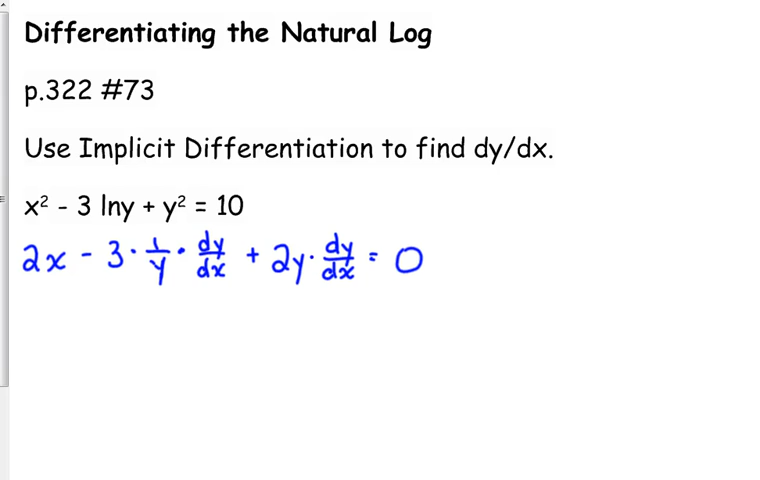 Differentiating the Natural Log
p.322 #73
Use Implicit Differentiation to find dy/dx.
x² - 3 lny + y² = 10
2x - 3 · 1/y · dy/dx + 2y · dy/dx = 0